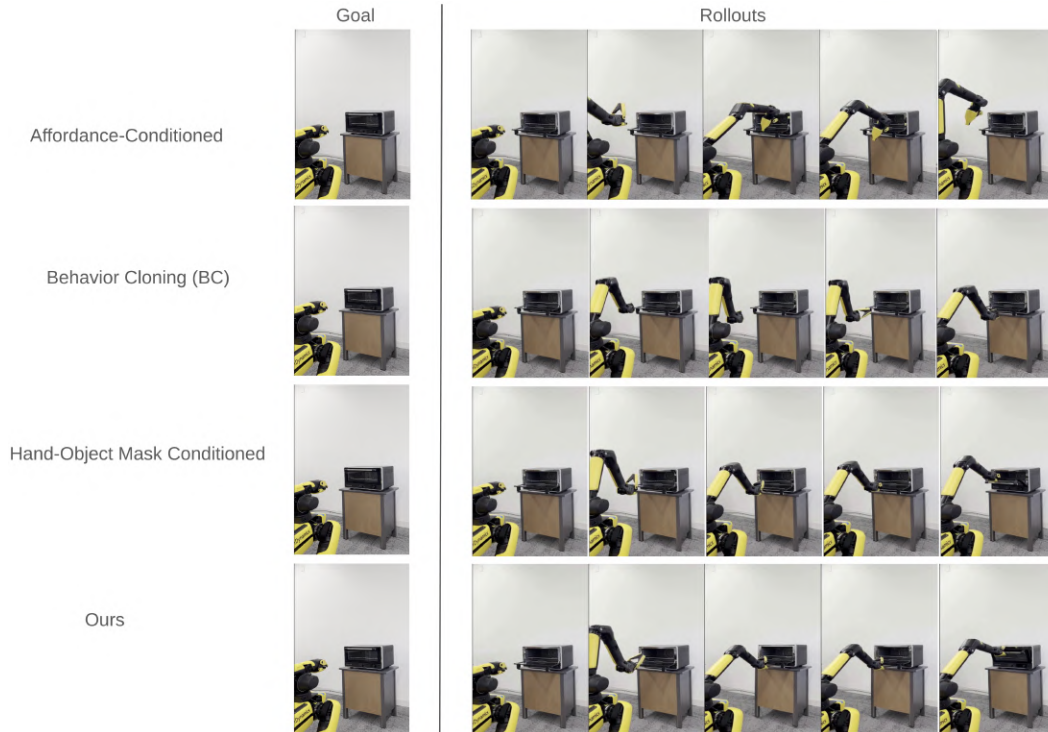 Goal
Rollouts
Affordance-Conditioned
Behavior Cloning (BC)
Hand-Object Mask Conditioned
Ours